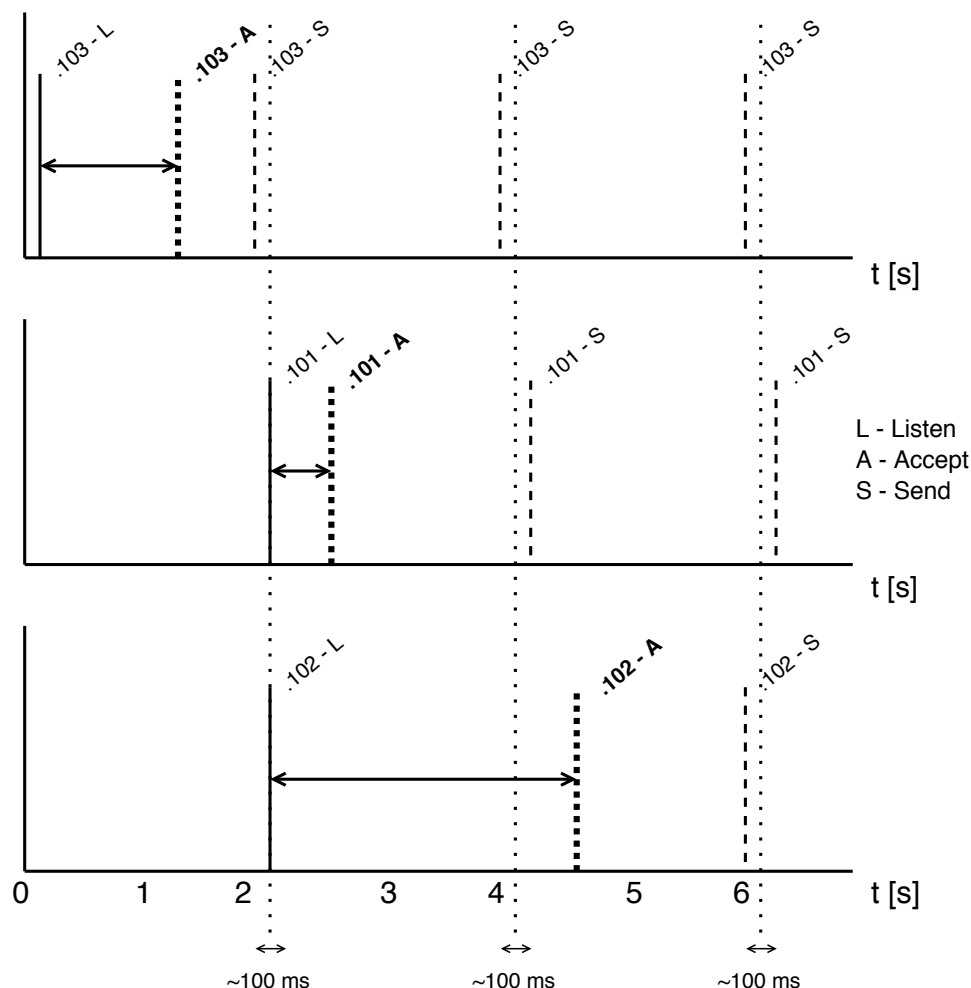 .103 - L
.103 - A
.103 - S
.103 - S
.103 - S
t [s]
.101 - L
.101 - A
.101 - S
.101 - S
L - Listen
A - Accept
S - Send
t [s]
.102 - L
.102 - A
.102 - S
0 1 2 3 4 5 6 t [s]
~100 ms ~100 ms ~100 ms